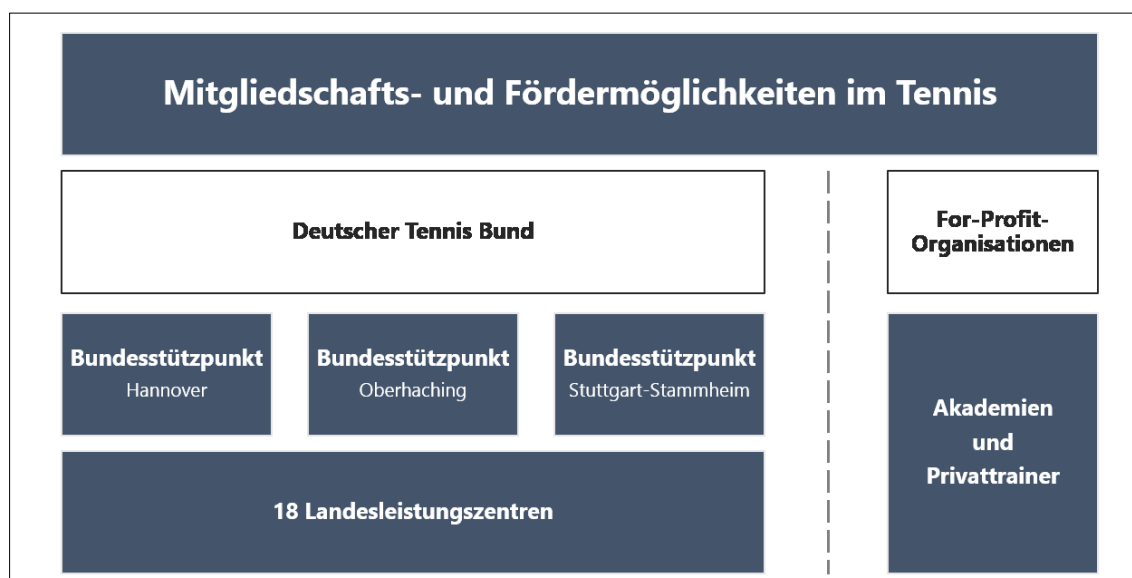 Mitgliedschafts- und Fördermöglichkeiten im Tennis
Deutscher Tennis Bund
For-Profit-
Organisationen
Bundesstützpunkt
Hannover
Bundesstützpunkt
Oberhaching
Bundesstützpunkt
Stuttgart-Stammheim
Akademien
und
Privattrainer
18 Landesleistungszentren